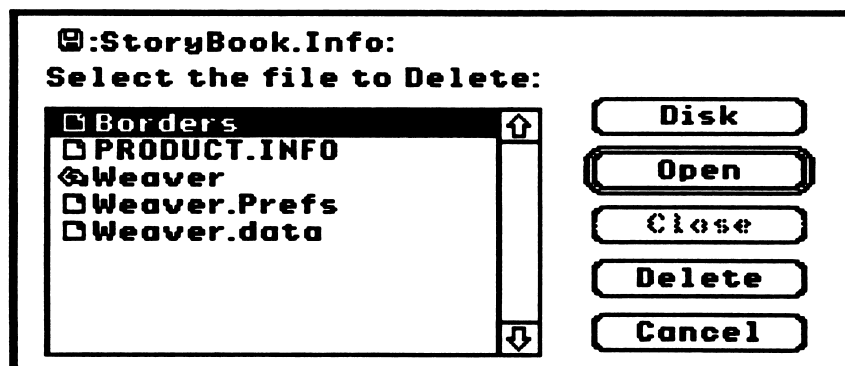 :StoryBook.Info:
Select the file to Delete:
Borders
PRODUCT.INFO
Weaver
Weaver.Prefs
Weaver.data
Disk
Open
Close
Delete
Cancel